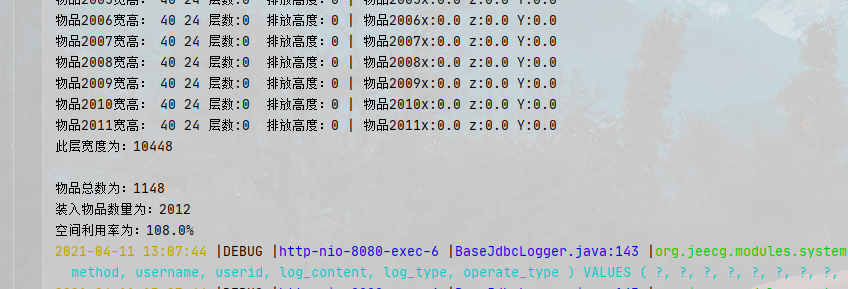 物品2005宽高： 40 24 层数:0  排放高度：0 | 物品2005x:0.0 z:0.0 Y:0.0
物品2006宽高： 40 24 层数:0  排放高度：0 | 物品2006x:0.0 z:0.0 Y:0.0
物品2007宽高： 40 24 层数:0  排放高度：0 | 物品2007x:0.0 z:0.0 Y:0.0
物品2008宽高： 40 24 层数:0  排放高度：0 | 物品2008x:0.0 z:0.0 Y:0.0
物品2009宽高： 40 24 层数:0  排放高度：0 | 物品2009x:0.0 z:0.0 Y:0.0
物品2010宽高： 40 24 层数:0  排放高度：0 | 物品2010x:0.0 z:0.0 Y:0.0
物品2011宽高： 40 24 层数:0  排放高度：0 | 物品2011x:0.0 z:0.0 Y:0.0
此层宽度为：10448
物品总数为：1148
装入物品数量为：2012
空间利用率为：108.0%
2021-04-11 13:07:44 |DEBUG |http-nio-8080-exec-6 |BaseJdbcLogger.java:143 |org.jeecg.modules.system
method, username, userid, log_content, log_type, operate_type ) VALUES ( ?, ?, ?, ?, ?, ?, ?, ?,